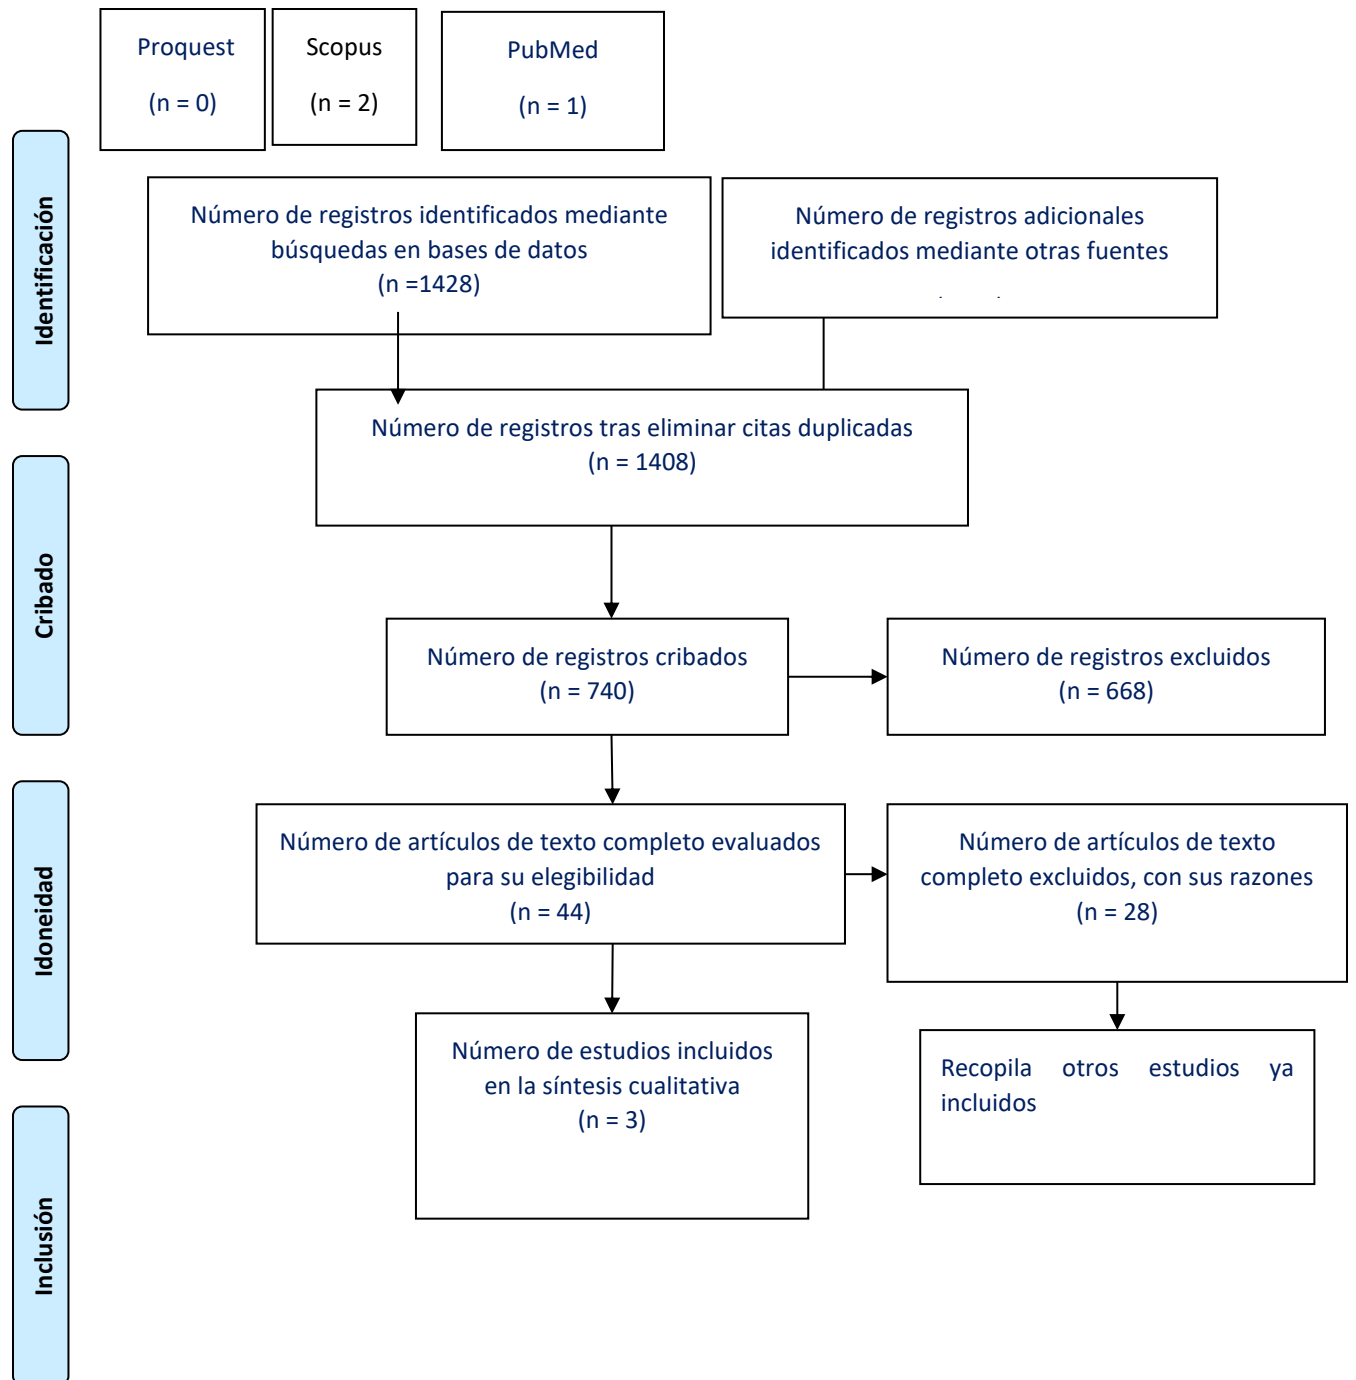 Proquest
(n = 0)
Scopus
(n = 2)
PubMed
(n = 1)
Identificación
Número de registros identificados mediante
búsquedas en bases de datos
(n =1428)
Número de registros adicionales
identificados mediante otras fuentes
Número de registros tras eliminar citas duplicadas
(n = 1408)
Cribado
Número de registros cribados
(n = 740)
Número de registros excluidos
(n = 668)
Idoneidad
Número de artículos de texto completo evaluados
para su elegibilidad
(n = 44)
Número de artículos de texto
completo excluidos, con sus razones
(n = 28)
Inclusión
Número de estudios incluidos
en la síntesis cualitativa
(n = 3)
Recopila otros estudios ya
incluidos